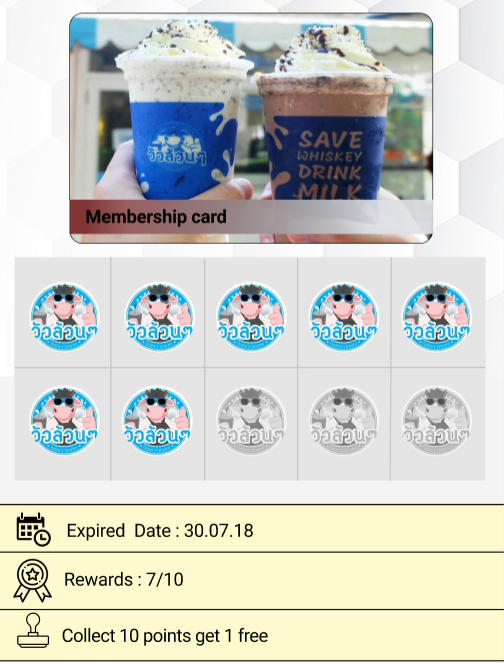 วัวล้วนๆ
SAVE
WHISKEY
DRINK
MILK
Membership card
วัวล้วนๆ วัวล้วนๆ วัวล้วนๆ วัวล้วนๆ วัวล้วนๆ
วัวล้วนๆ วัวล้วนๆ วัวล้วนๆ วัวล้วนๆ วัวล้วนๆ
Expired Date : 30.07.18
Rewards : 7/10
Collect 10 points get 1 free